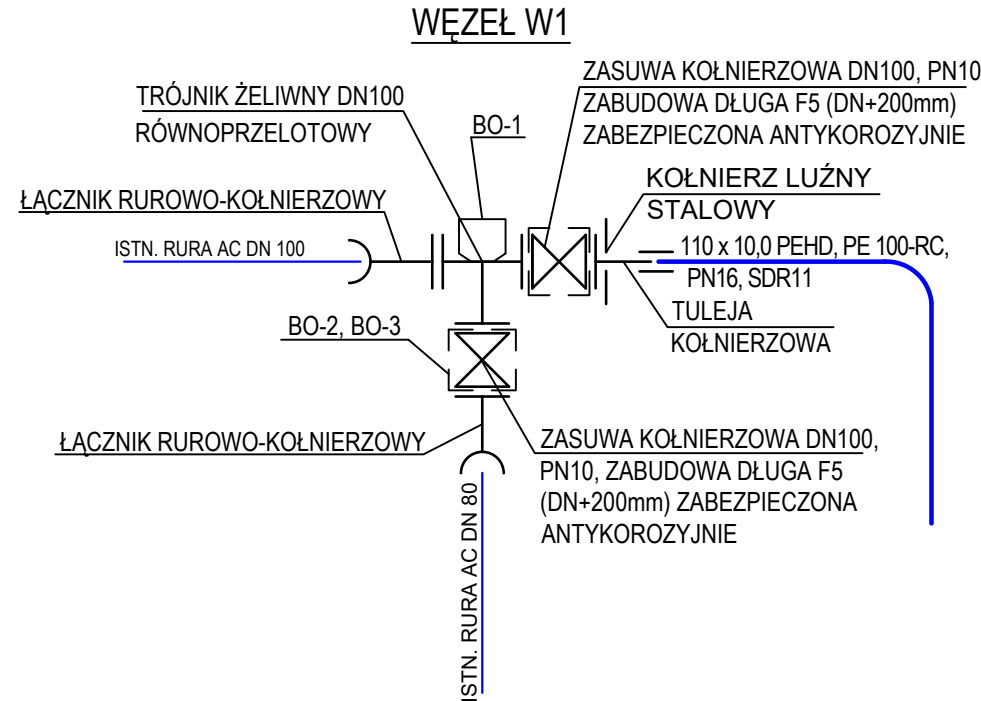 WĘZEŁ W1
ZASUWA KOŁNIERZOWA DN100, PN10
ZABUDOWA DŁUGA F5 (DN+200mm)
ZABEZPIECZONA ANTYKOROZYJNIE
TRÓJNIK ŻELIWNY DN100
RÓWNOPRZELOTOWY
BO-1
KOŁNIERZ LUŹNY
STALOWY
ŁĄCZNIK RUROWO-KOŁNIERZOWY
ISTN. RURA AC DN 100
110 x 10,0 PEHD, PE 100-RC,
PN16, SDR11
TULEJA
KOŁNIERZOWA
BO-2, BO-3
ŁĄCZNIK RUROWO-KOŁNIERZOWY
ZASUWA KOŁNIERZOWA DN100,
PN10, ZABUDOWA DŁUGA F5
(DN+200mm) ZABEZPIECZONA
ANTYKOROZYJNIE
ISTN. RURA AC DN 80